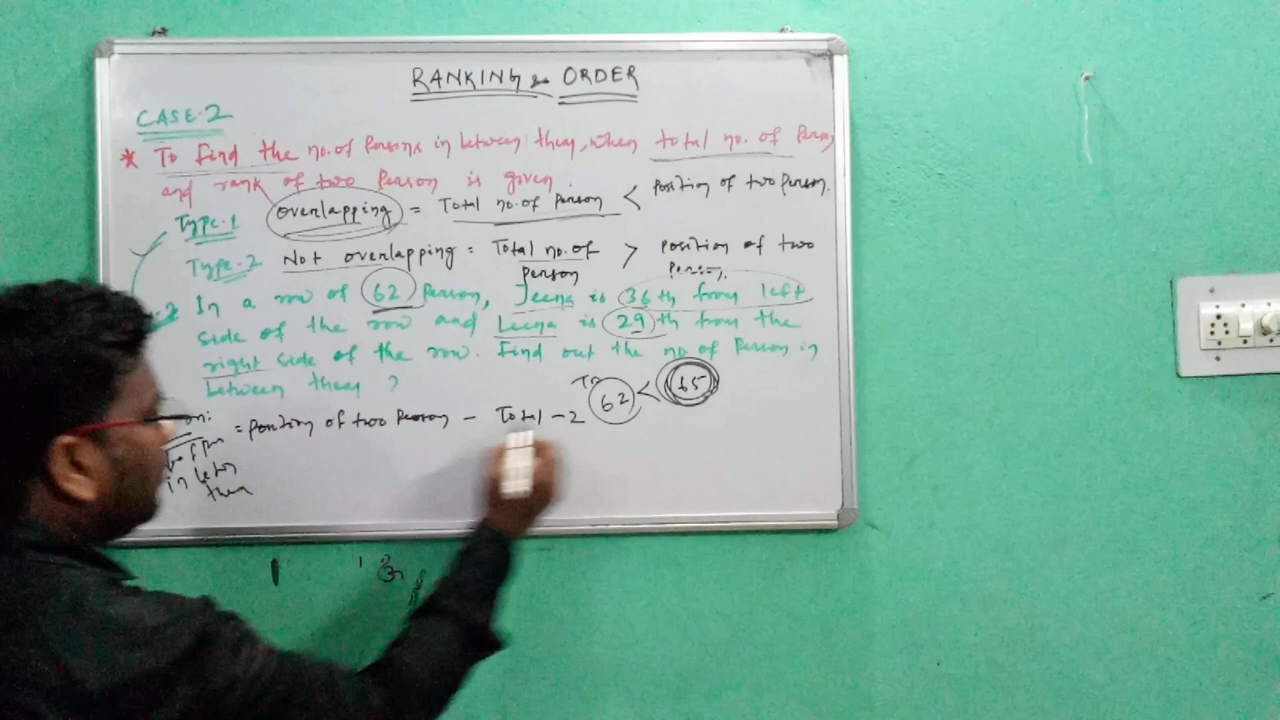 RANKING & ORDER
CASE-2
* To find the no. of Persons in between them, when total no. of Person
and rank of two Person is given
Type-1 overlapping = Total no. of Person < Position of two Person.
Type-2 Not overlapping = Total no. of person > Position of two Person.
In a row of 62 Person, Jeena is 36th from left
side of the row and Leena is 29th from the
right side of the row. Find out the no of Person in
between them?
62 < 65
= Position of two Person - Total - 2
in between
them